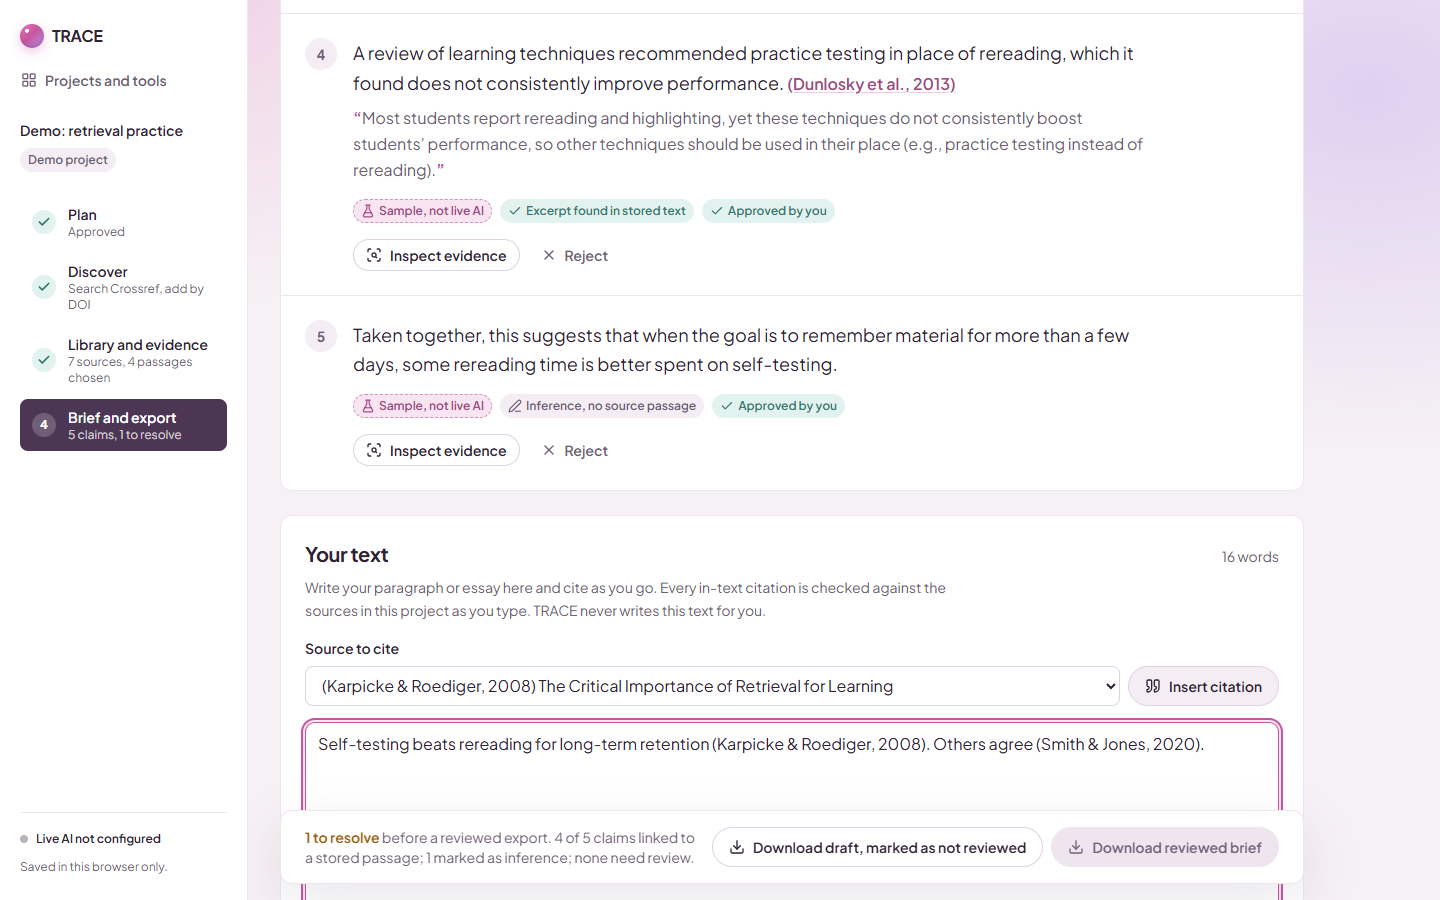 TRACE
Projects and tools
Demo: retrieval practice
Demo project
Plan
Approved
Discover
Search Crossref, add by
DOI
Library and evidence
7 sources, 4 passages
chosen
4
Brief and export
5 claims, 1 to resolve
Live AI not configured
Saved in this browser only.
4
A review of learning techniques recommended practice testing in place of rereading, which it
found does not consistently improve performance. (Dunlosky et al., 2013)
“Most students report rereading and highlighting, yet these techniques do not consistently boost
students’ performance, so other techniques should be used in their place (e.g., practice testing instead of
rereading).”
Sample, not live AI
Excerpt found in stored text
Approved by you
Inspect evidence
Reject
5
Taken together, this suggests that when the goal is to remember material for more than a few
days, some rereading time is better spent on self-testing.
Sample, not live AI
Inference, no source passage
Approved by you
Inspect evidence
Reject
Your text
16 words
Write your paragraph or essay here and cite as you go. Every in-text citation is checked against the
sources in this project as you type. TRACE never writes this text for you.
Source to cite
(Karpicke & Roediger, 2008) The Critical Importance of Retrieval for Learning
Insert citation
Self-testing beats rereading for long-term retention (Karpicke & Roediger, 2008). Others agree (Smith & Jones, 2020).
1 to resolve before a reviewed export. 4 of 5 claims linked to
a stored passage; 1 marked as inference; none need review.
Download draft, marked as not reviewed
Download reviewed brief